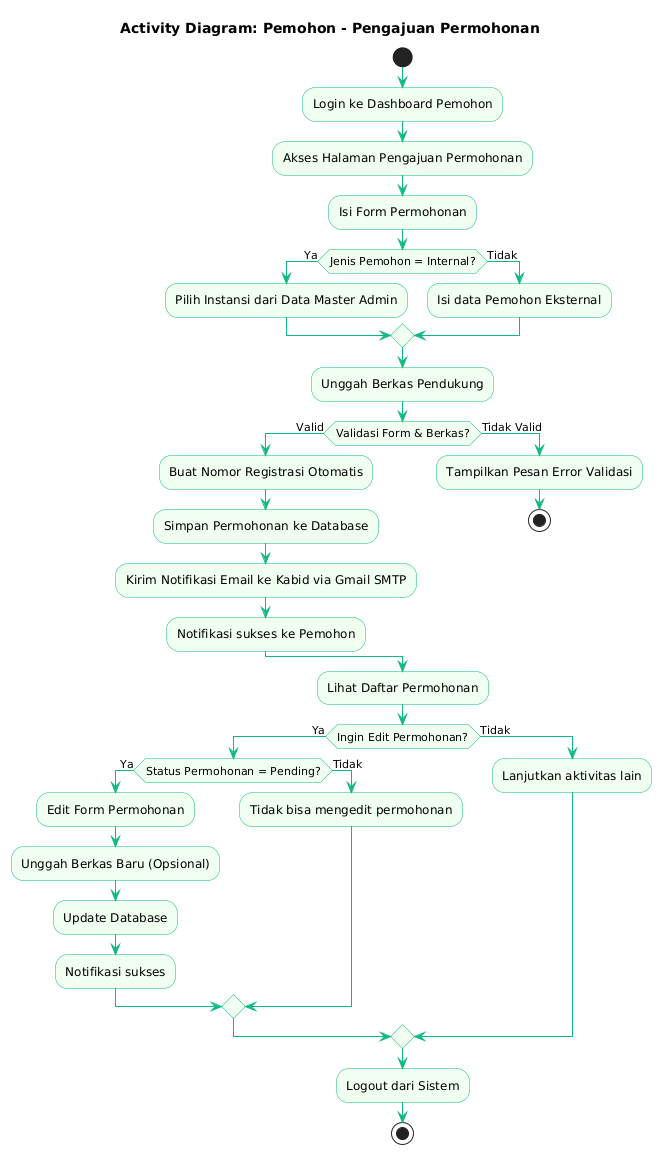 Activity Diagram: Pemohon - Pengajuan Permohonan
Login ke Dashboard Pemohon
Akses Halaman Pengajuan Permohonan
Isi Form Permohonan
Ya
Jenis Pemohon = Internal?
Tidak
Pilih Instansi dari Data Master Admin
Isi data Pemohon Eksternal
Unggah Berkas Pendukung
Valid
Validasi Form & Berkas?
Tidak Valid
Buat Nomor Registrasi Otomatis
Tampilkan Pesan Error Validasi
Simpan Permohonan ke Database
Kirim Notifikasi Email ke Kabid via Gmail SMTP
Notifikasi sukses ke Pemohon
Lihat Daftar Permohonan
Ya
Ingin Edit Permohonan?
Tidak
Ya
Status Permohonan = Pending?
Tidak
Lanjutkan aktivitas lain
Edit Form Permohonan
Tidak bisa mengedit permohonan
Unggah Berkas Baru (Opsional)
Update Database
Notifikasi sukses
Logout dari Sistem